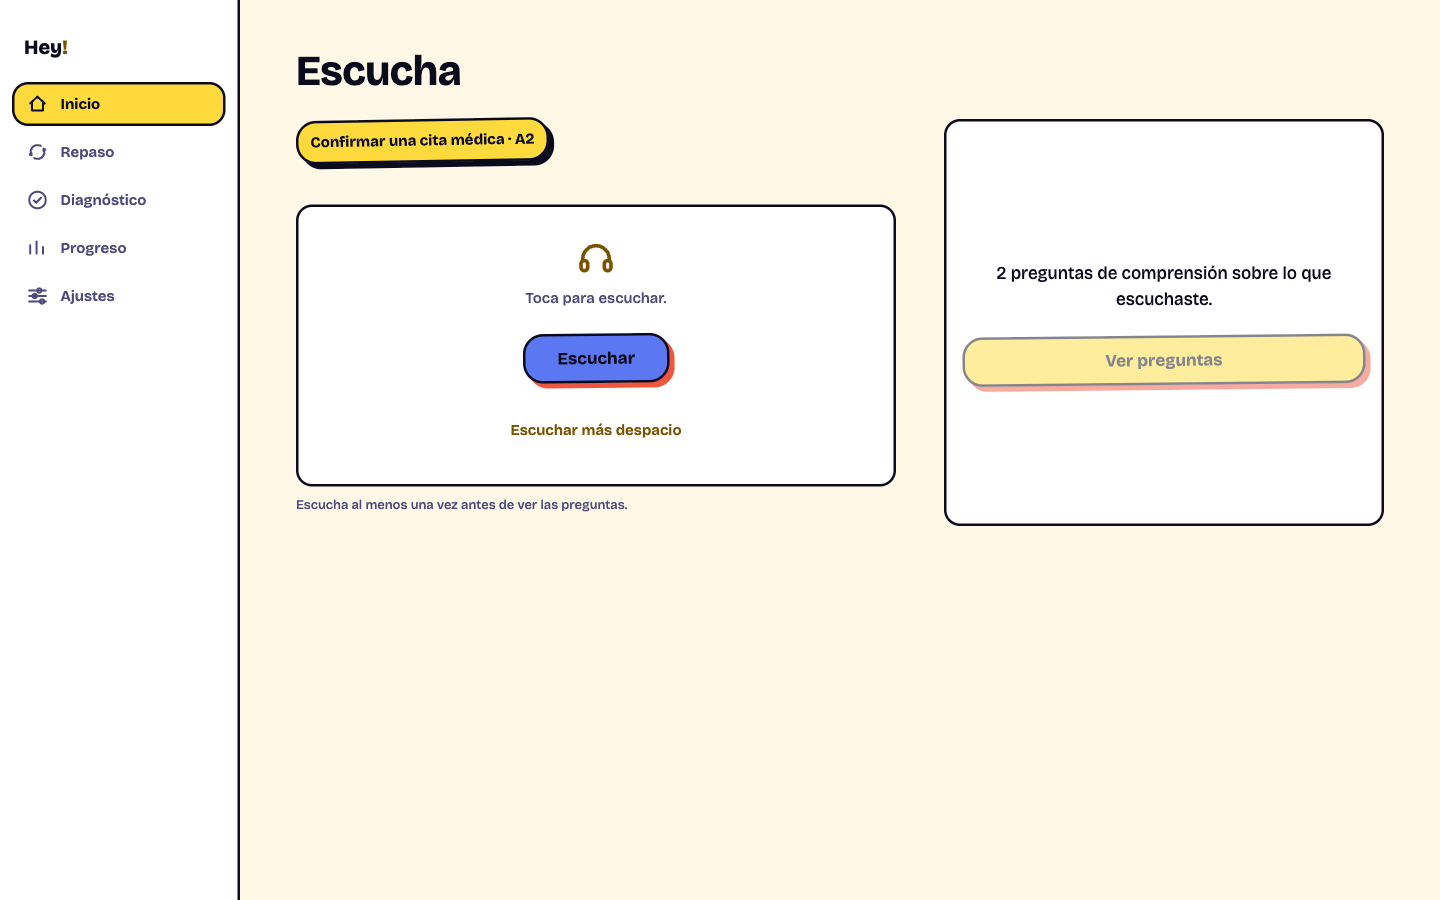 Hey!
Inicio
Repaso
Diagnóstico
Progreso
Ajustes
Escucha
Confirmar una cita médica · A2
Toca para escuchar.
Escuchar
Escuchar más despacio
Escucha al menos una vez antes de ver las preguntas.
2 preguntas de comprensión sobre lo que
escuchaste.
Ver preguntas